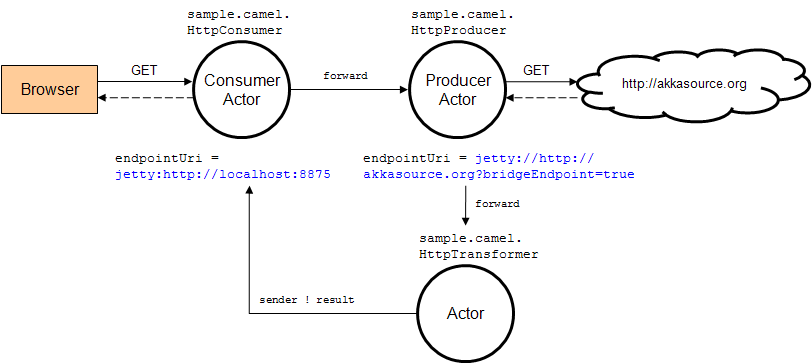 sample.camel.
HttpConsumer
sample.camel.
HttpProducer
Browser
GET
Consumer
Actor
forward
Producer
Actor
GET
http://akkasource.org
endpointUri =
jetty:http://localhost:8875
endpointUri = jetty://http://
akkasource.org?bridgeEndpoint=true
forward
sample.camel.
HttpTransformer
sender ! result
Actor